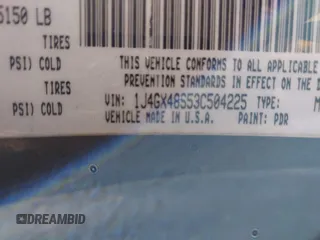 5150 LB
TIRES
PSI) COLD
THIS VEHICLE CONFORMS TO ALL APPLICABLE
PREVENTION STANDARDS IN EFFECT ON THE D
TIRES
PSI) COLD
VIN: 1J4GX48S53C504225 TYPE: M
VEHICLE MADE IN U.S.A. PAINT: PDR
DREAMBID